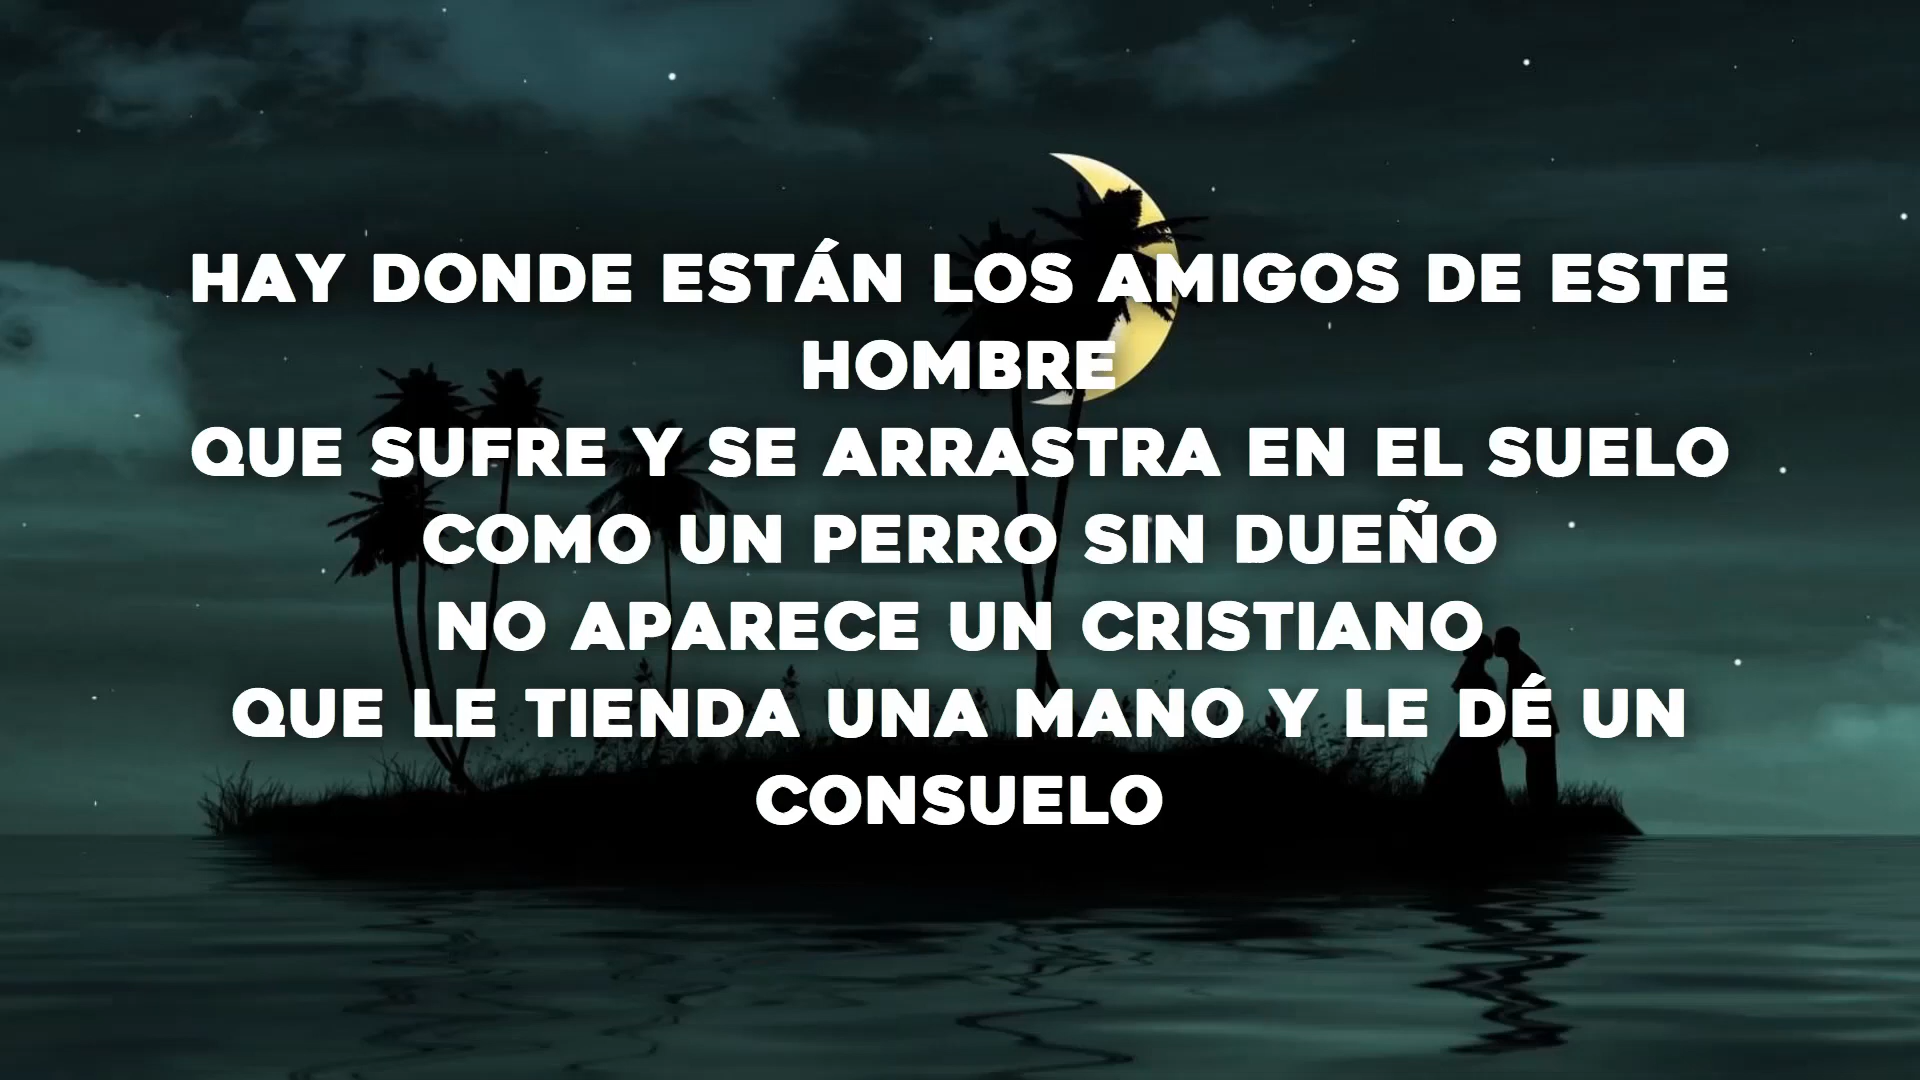 HAY DONDE ESTÁN LOS AMIGOS DE ESTE
HOMBRE
QUE SUFRE Y SE ARRASTRA EN EL SUELO
COMO UN PERRO SIN DUEÑO
NO APARECE UN CRISTIANO
QUE LE TIENDA UNA MANO Y LE DÉ UN
CONSUELO